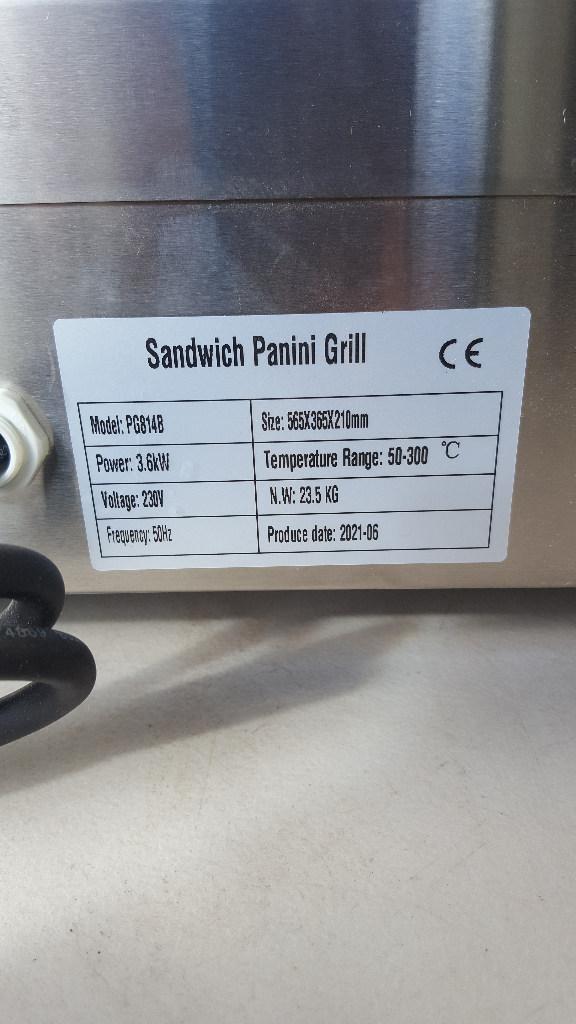 Sandwich Panini Grill CE
Model: PG814B
Size: 565X365X210mm
Power: 3.6kW
Temperature Range: 50-300 ℃
Voltage: 230V
N.W: 23.5 KG
Frequency: 50Hz
Produce date: 2021-06